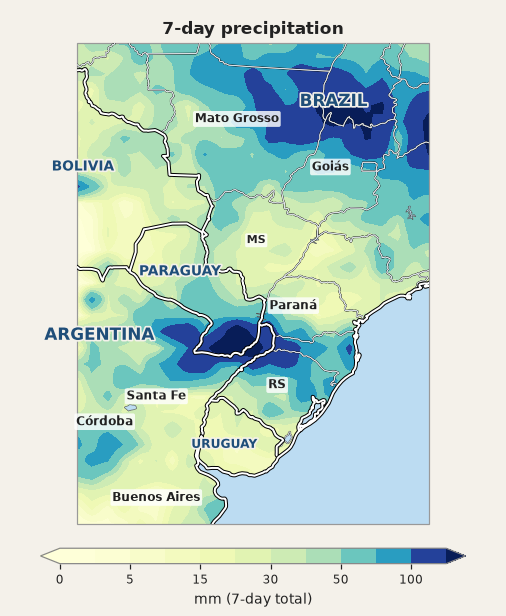 7-day precipitation
BRAZIL
Mato Grosso
BOLIVIA
Goiás
MS
PARAGUAY
Paraná
ARGENTINA
RS
Santa Fe
Córdoba
URUGUAY
Buenos Aires
0 5 15 30 50 100
mm (7-day total)